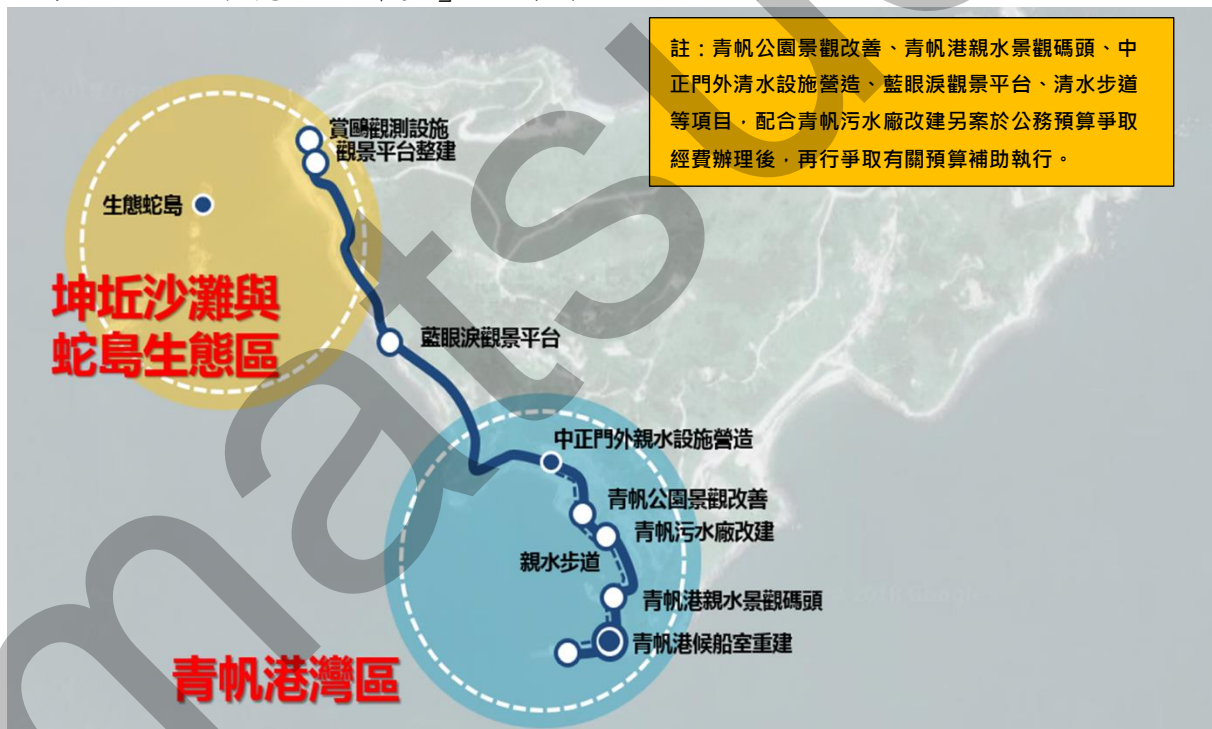 註：青帆公園景觀改善、青帆港親水景觀碼頭、中
正門外清水設施營造、藍眼淚觀景平台、清水步道
等項目，配合青帆污水廠改建另案於公務預算爭取
經費辦理後，再行爭取有關預算補助執行。
賞鷗觀測設施
觀景平台整建
生態蛇島
坤坵沙灘與
蛇島生態區
藍眼淚觀景平台
中正門外親水設施營造
青帆公園景觀改善
青帆污水廠改建
親水步道
青帆港親水景觀碼頭
青帆港候船室重建
青帆港灣區